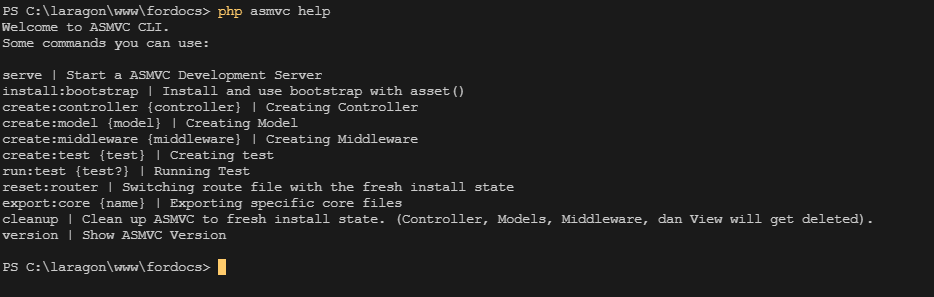 PS C:\laragon\www\fordocs> php asmvc help
Welcome to ASMVC CLI.
Some commands you can use:
serve | Start a ASMVC Development Server
install:bootstrap | Install and use bootstrap with asset()
create:controller {controller} | Creating Controller
create:model {model} | Creating Model
create:middleware {middleware} | Creating Middleware
create:test {test} | Creating test
run:test {test?} | Running Test
reset:router | Switching route file with the fresh install state
export:core {name} | Exporting specific core files
cleanup | Clean up ASMVC to fresh install state. (Controller, Models, Middleware, dan View will get deleted).
version | Show ASMVC Version
PS C:\laragon\www\fordocs>